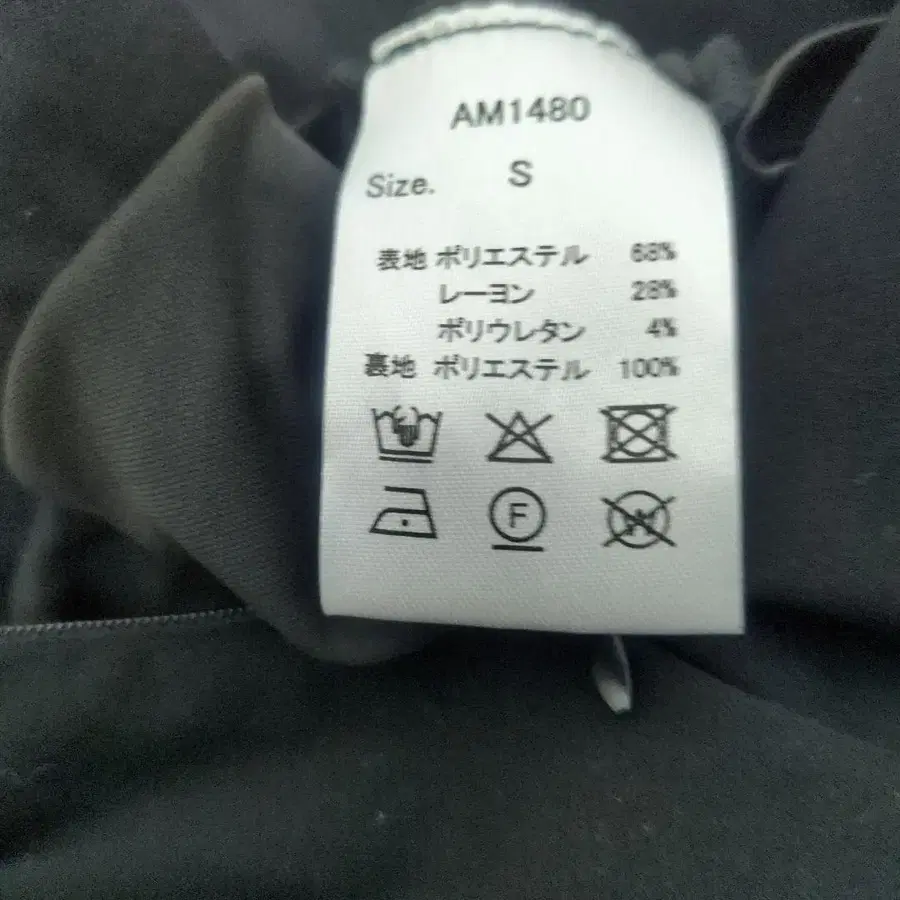 AM1480
Size. S
表地 ポリエステル 68%
レーヨン 28%
ポリウレタン 4%
裏地 ポリエステル 100%
F
W